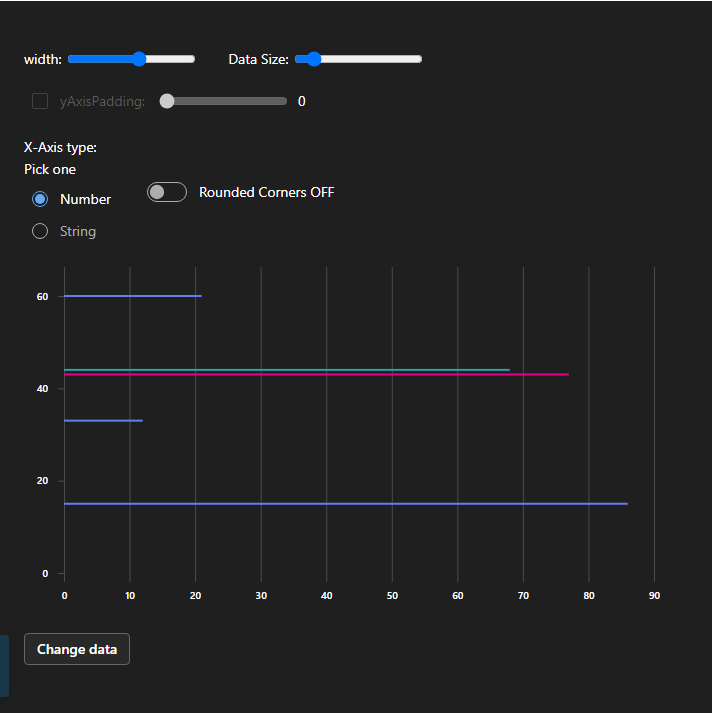 width: Data Size:
yAxisPadding: 0
X-Axis type:
Pick one
Number Rounded Corners OFF
String
60
40
20
0
0 10 20 30 40 50 60 70 80 90
Change data